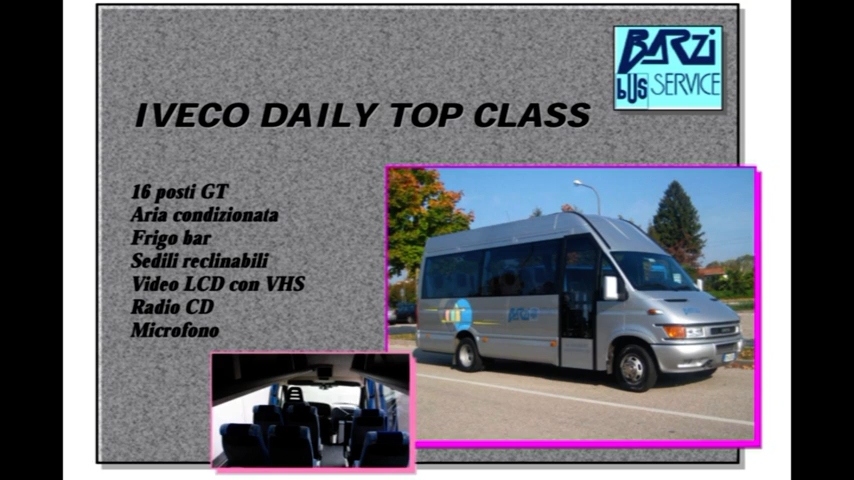 BARZi
bUS SERVICE
IVECO DAILY TOP CLASS
16 posti GT
Aria condizionata
Frigo bar
Sedili reclinabili
Video LCD con VHS
Radio CD
Microfono
BARZI